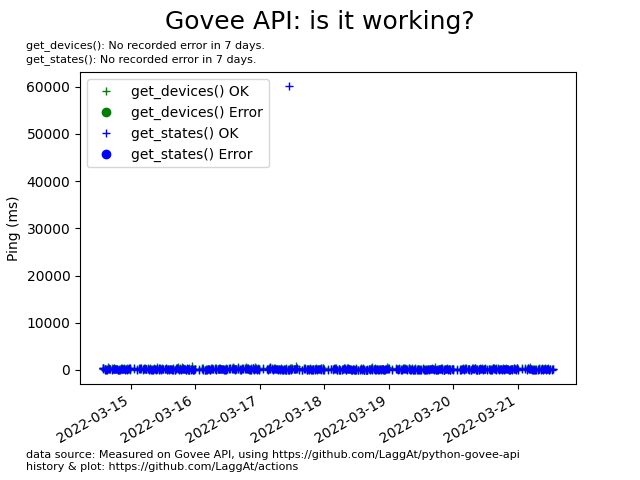 Govee API: is it working?
get_devices(): No recorded error in 7 days.
get_states(): No recorded error in 7 days.
get_devices() OK
get_devices() Error
get_states() OK
get_states() Error
Ping (ms)
60000
50000
40000
30000
20000
10000
0
2022-03-15
2022-03-16
2022-03-17
2022-03-18
2022-03-19
2022-03-20
2022-03-21
data source: Measured on Govee API, using https://github.com/LaggAt/python-govee-api
history & plot: https://github.com/LaggAt/actions